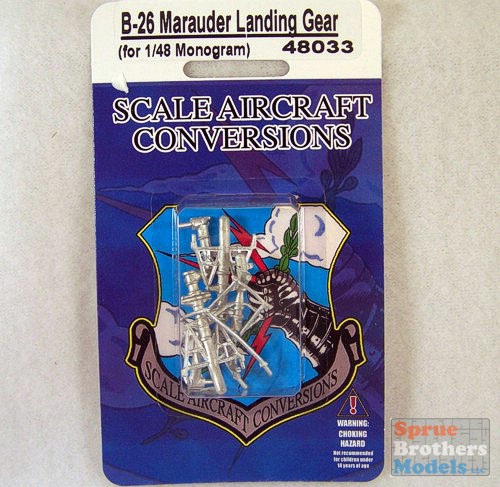 B-26 Marauder Landing Gear
(for 1/48 Monogram) 48033
SCALE AIRCRAFT
CONVERSIONS
SCALE AIRCRAFT CONVERSIONS
WARNING:
CHOKING
HAZARD
Not recommended
for children under
14 years of age
Sprue
Brothers
Models LLC